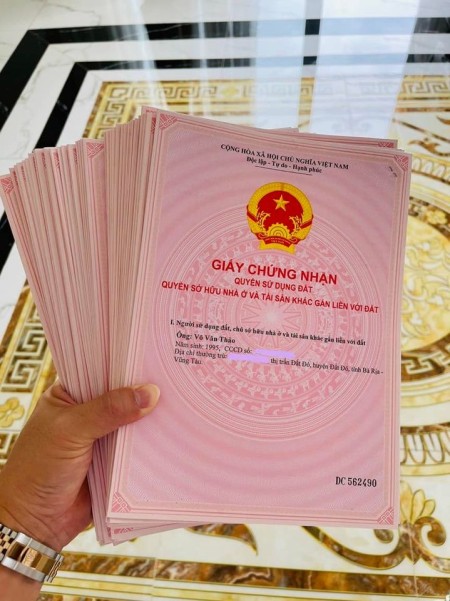 CỘNG HÒA XÃ HỘI CHỦ NGHĨA VIỆT NAM
Độc lập - Tự do - Hạnh phúc
GIẤY CHỨNG NHẬN
QUYỀN SỬ DỤNG ĐẤT
QUYỀN SỞ HỮU NHÀ Ở VÀ TÀI SẢN KHÁC GẮN LIỀN VỚI ĐẤT
I. Người sử dụng đất, chủ sở hữu nhà ở và tài sản khác gắn liền với đất
Ông: Võ Văn Thảo
Năm sinh: 1995, CCCD số:
Địa chỉ thường trú: thị trấn Đất Đỏ, huyện Đất Đỏ, tỉnh Bà Rịa -
Vũng Tàu
DC 562490